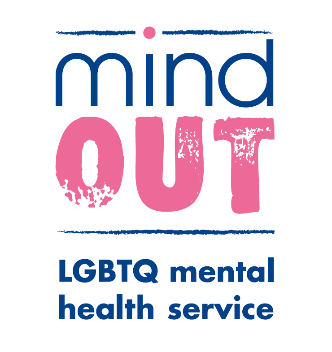 mind
OUT
LGBTQ mental
health service